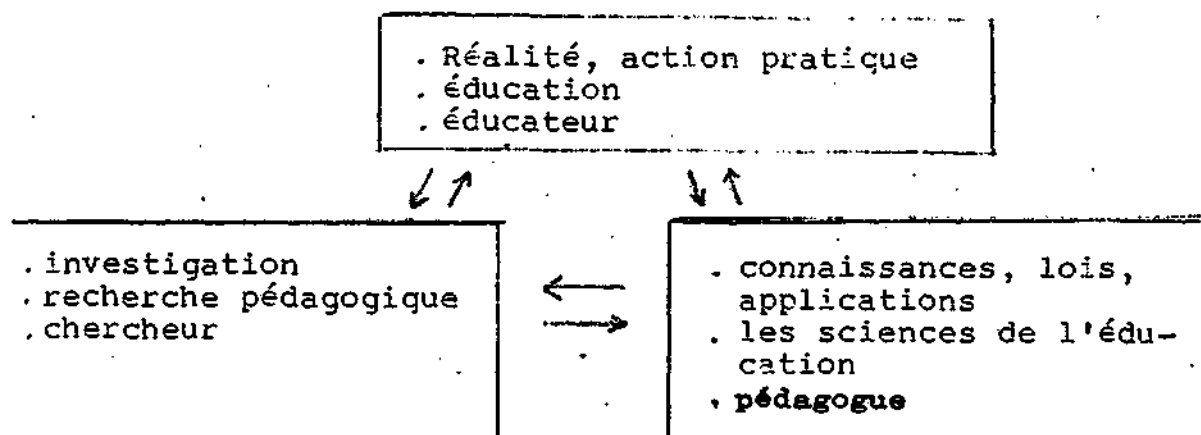 . Réalité, action pratique
. éducation
. éducateur
. investigation
. recherche pédagogique
. chercheur
. connaissances, lois,
applications
. les sciences de l'édu-
cation
. pédagogue